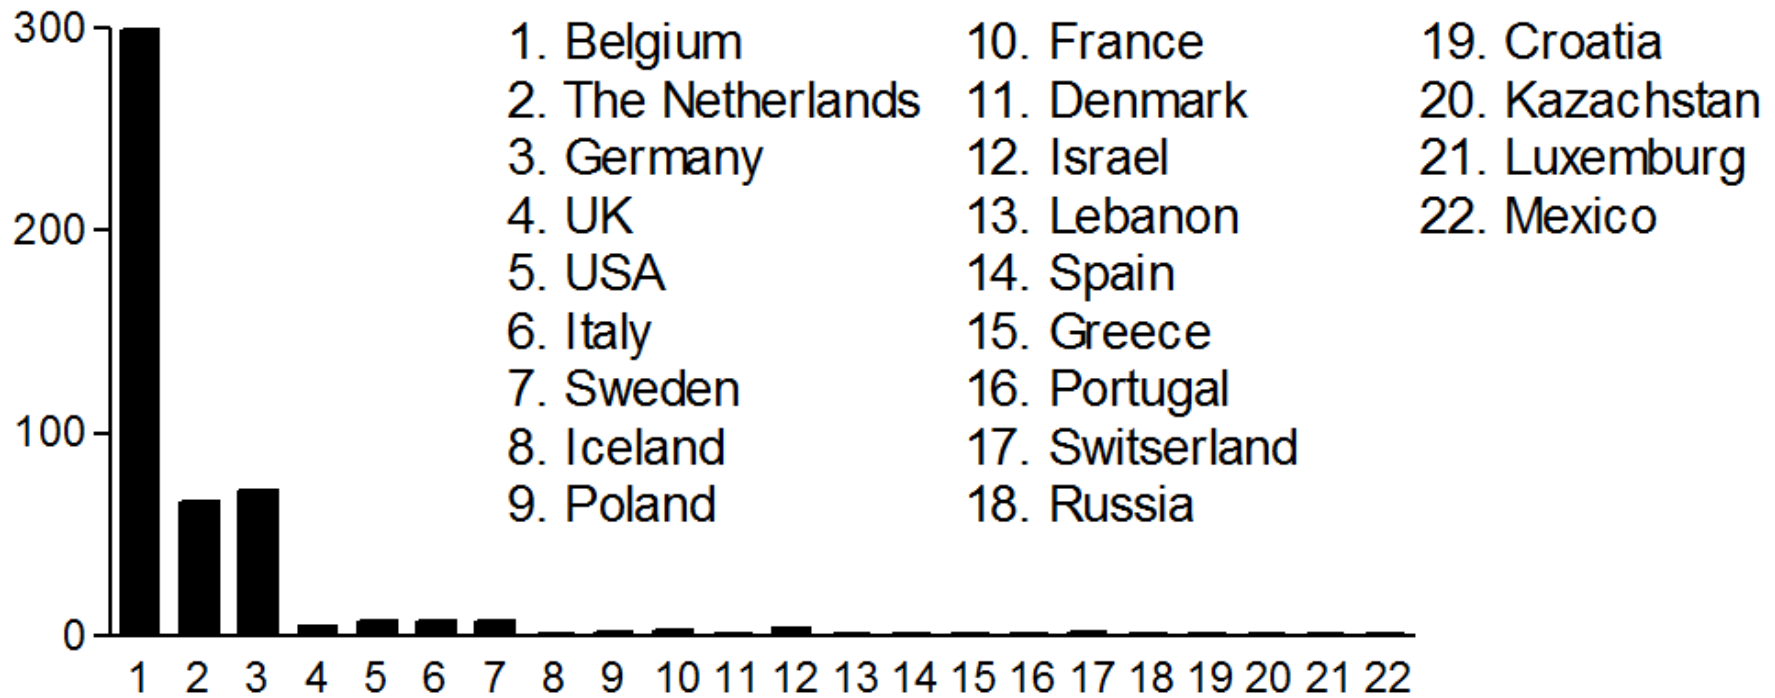 300
200
100
0
1. Belgium
2. The Netherlands
3. Germany
4. UK
5. USA
6. Italy
7. Sweden
8. Iceland
9. Poland
10. France
11. Denmark
12. Israel
13. Lebanon
14. Spain
15. Greece
16. Portugal
17. Switserland
18. Russia
19. Croatia
20. Kazachstan
21. Luxemburg
22. Mexico
1 2 3 4 5 6 7 8 9 10 11 12 13 14 15 16 17 18 19 20 21 22